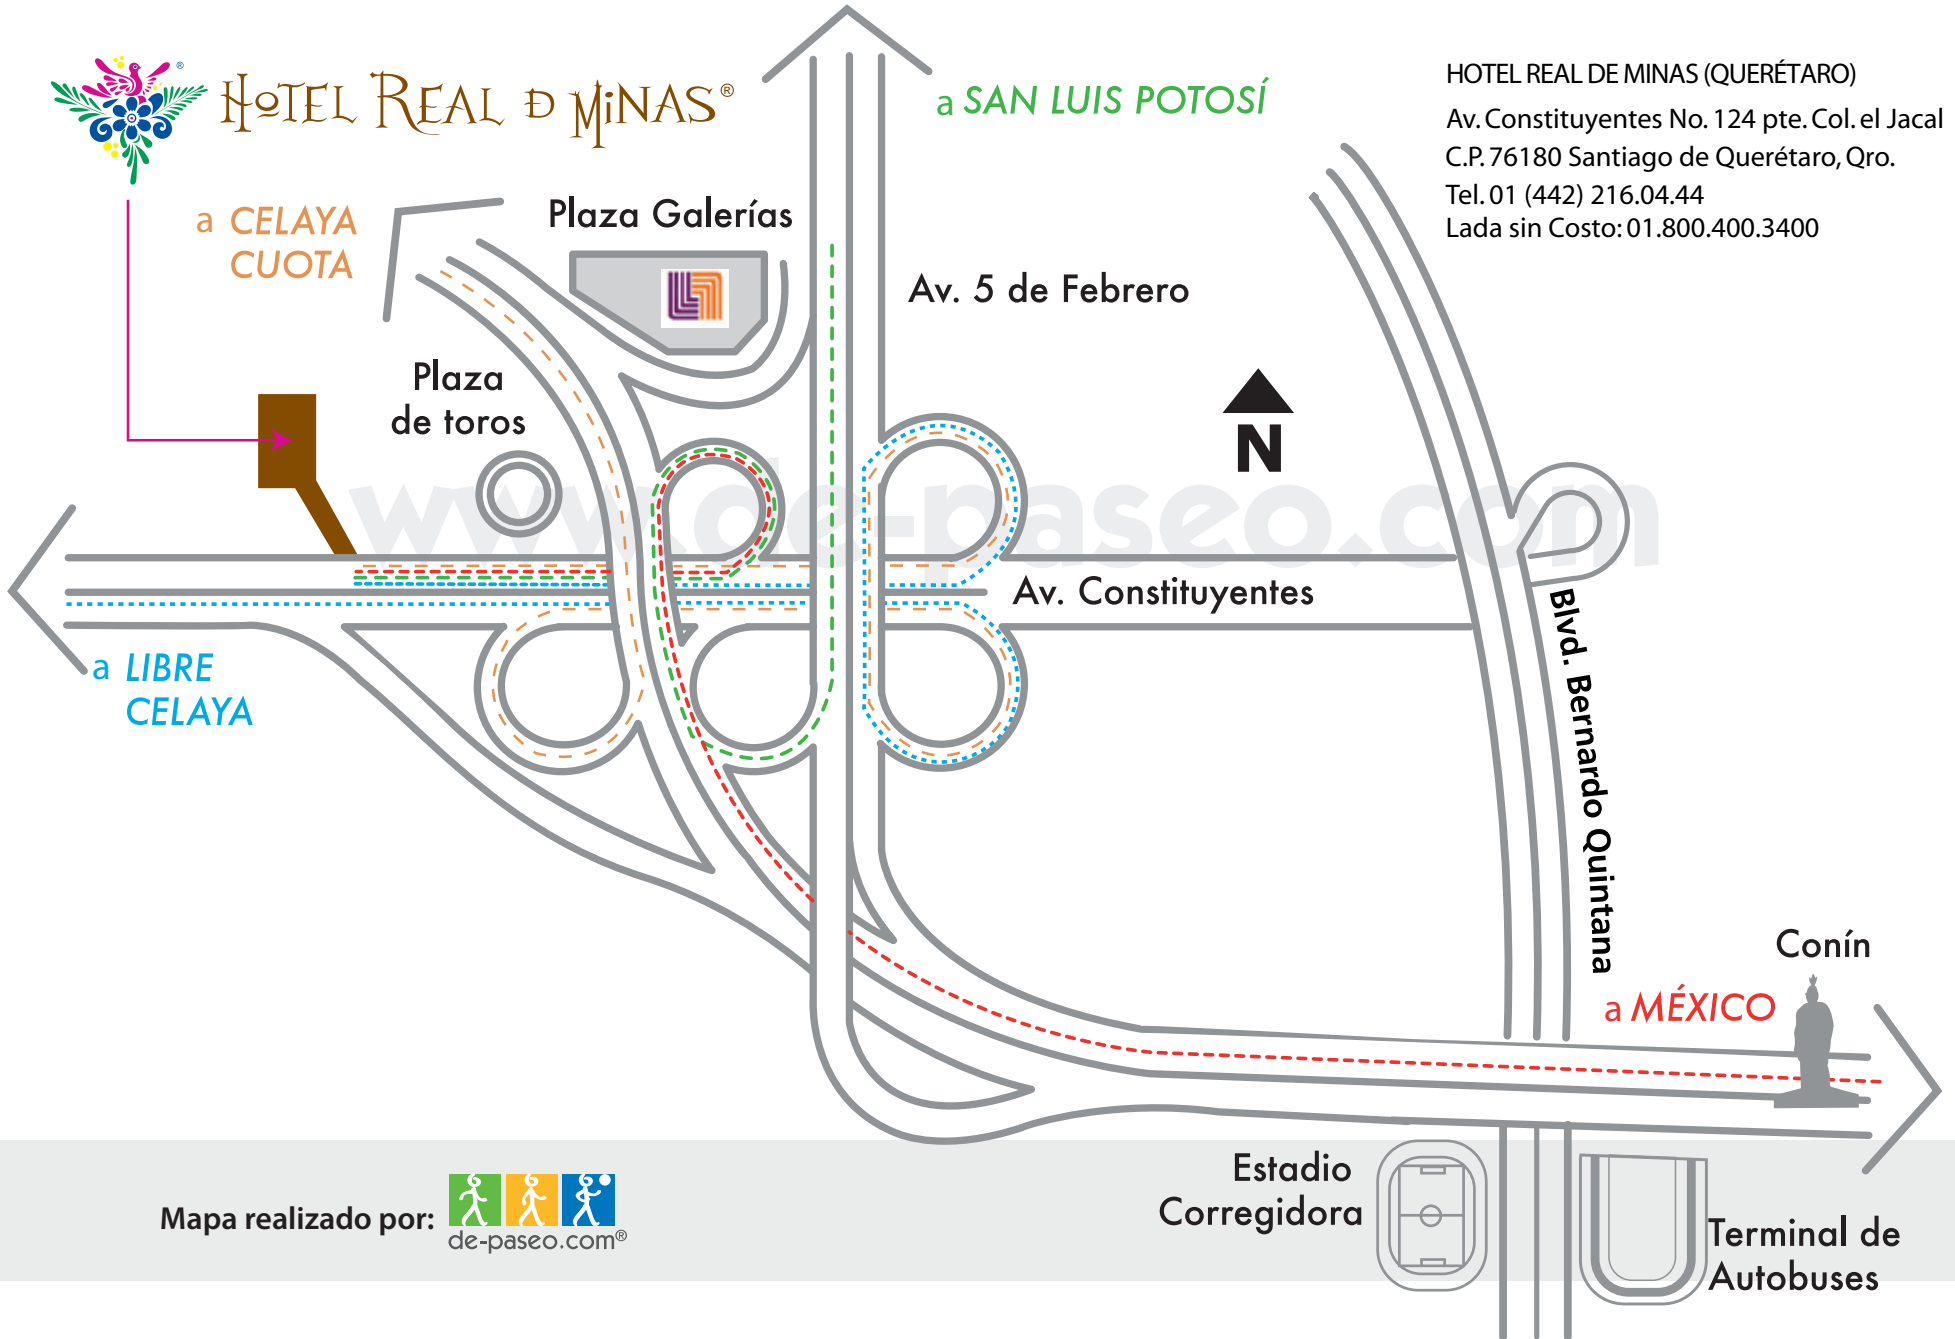 HOTEL REAL D MiNAS®
a SAN LUIS POTOSÍ
HOTEL REAL DE MINAS (QUERÉTARO)
Av. Constituyentes No. 124 pte. Col. el Jacal
C.P. 76180 Santiago de Querétaro, Qro.
Tel. 01 (442) 216.04.44
Lada sin Costo: 01.800.400.3400
a CELAYA
CUOTA
Plaza Galerías
Av. 5 de Febrero
Plaza
de toros
N
www.de-paseo.com
Av. Constituyentes
a LIBRE
CELAYA
Blvd. Bernardo Quintana
Conín
a MÉXICO
Estadio
Corregidora
Terminal de
Autobuses
Mapa realizado por:
de-paseo.com®